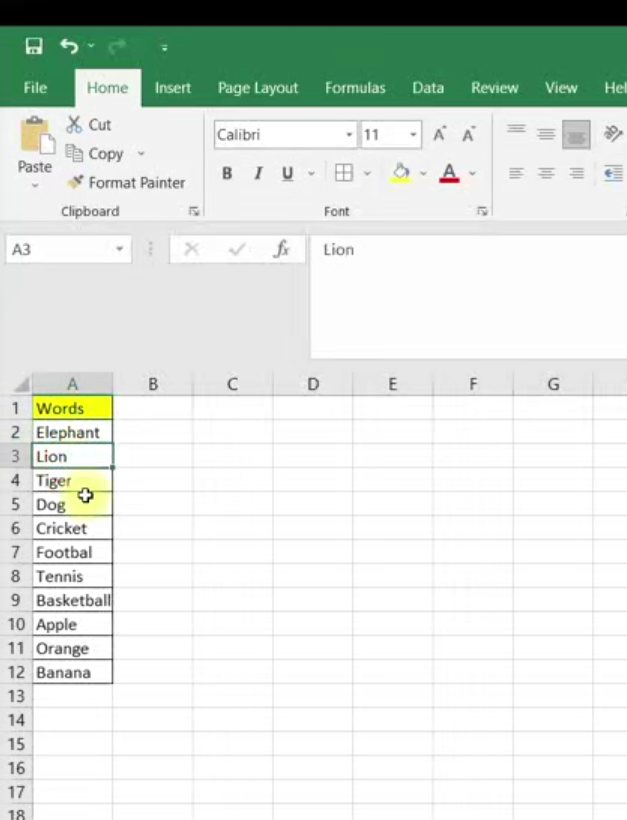 File Home Insert Page Layout Formulas Data Review View Hel
Cut
Copy
Format Painter
Paste
Clipboard
Calibri 11 A A
B I U A
Font
A3 fx Lion
A B C D E F G
1 Words
2 Elephant
3 Lion
4 Tiger
5 Dog
6 Cricket
7 Footbal
8 Tennis
9 Basketball
10 Apple
11 Orange
12 Banana
13
14
15
16
17
18